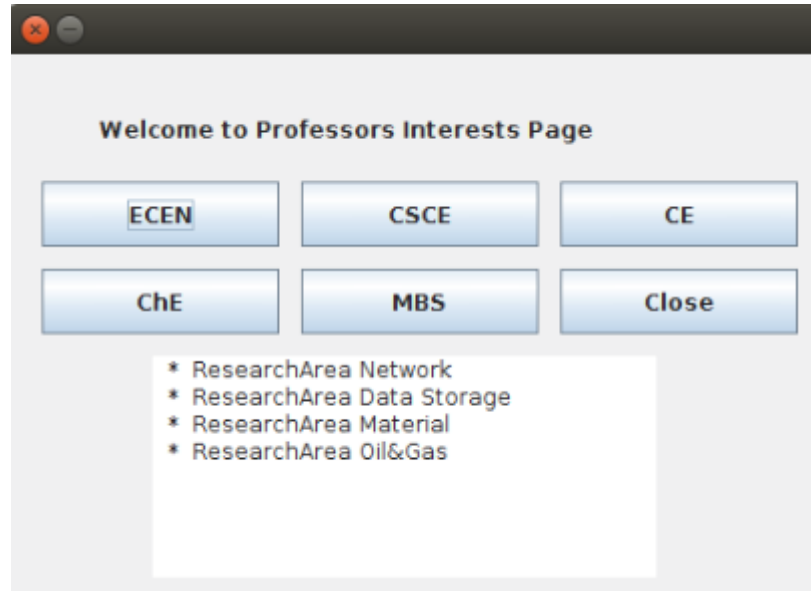 Welcome to Professors Interests Page
ECEN CSCE CE
ChE MBS Close
* ResearchArea Network
* ResearchArea Data Storage
* ResearchArea Material
* ResearchArea Oil&Gas